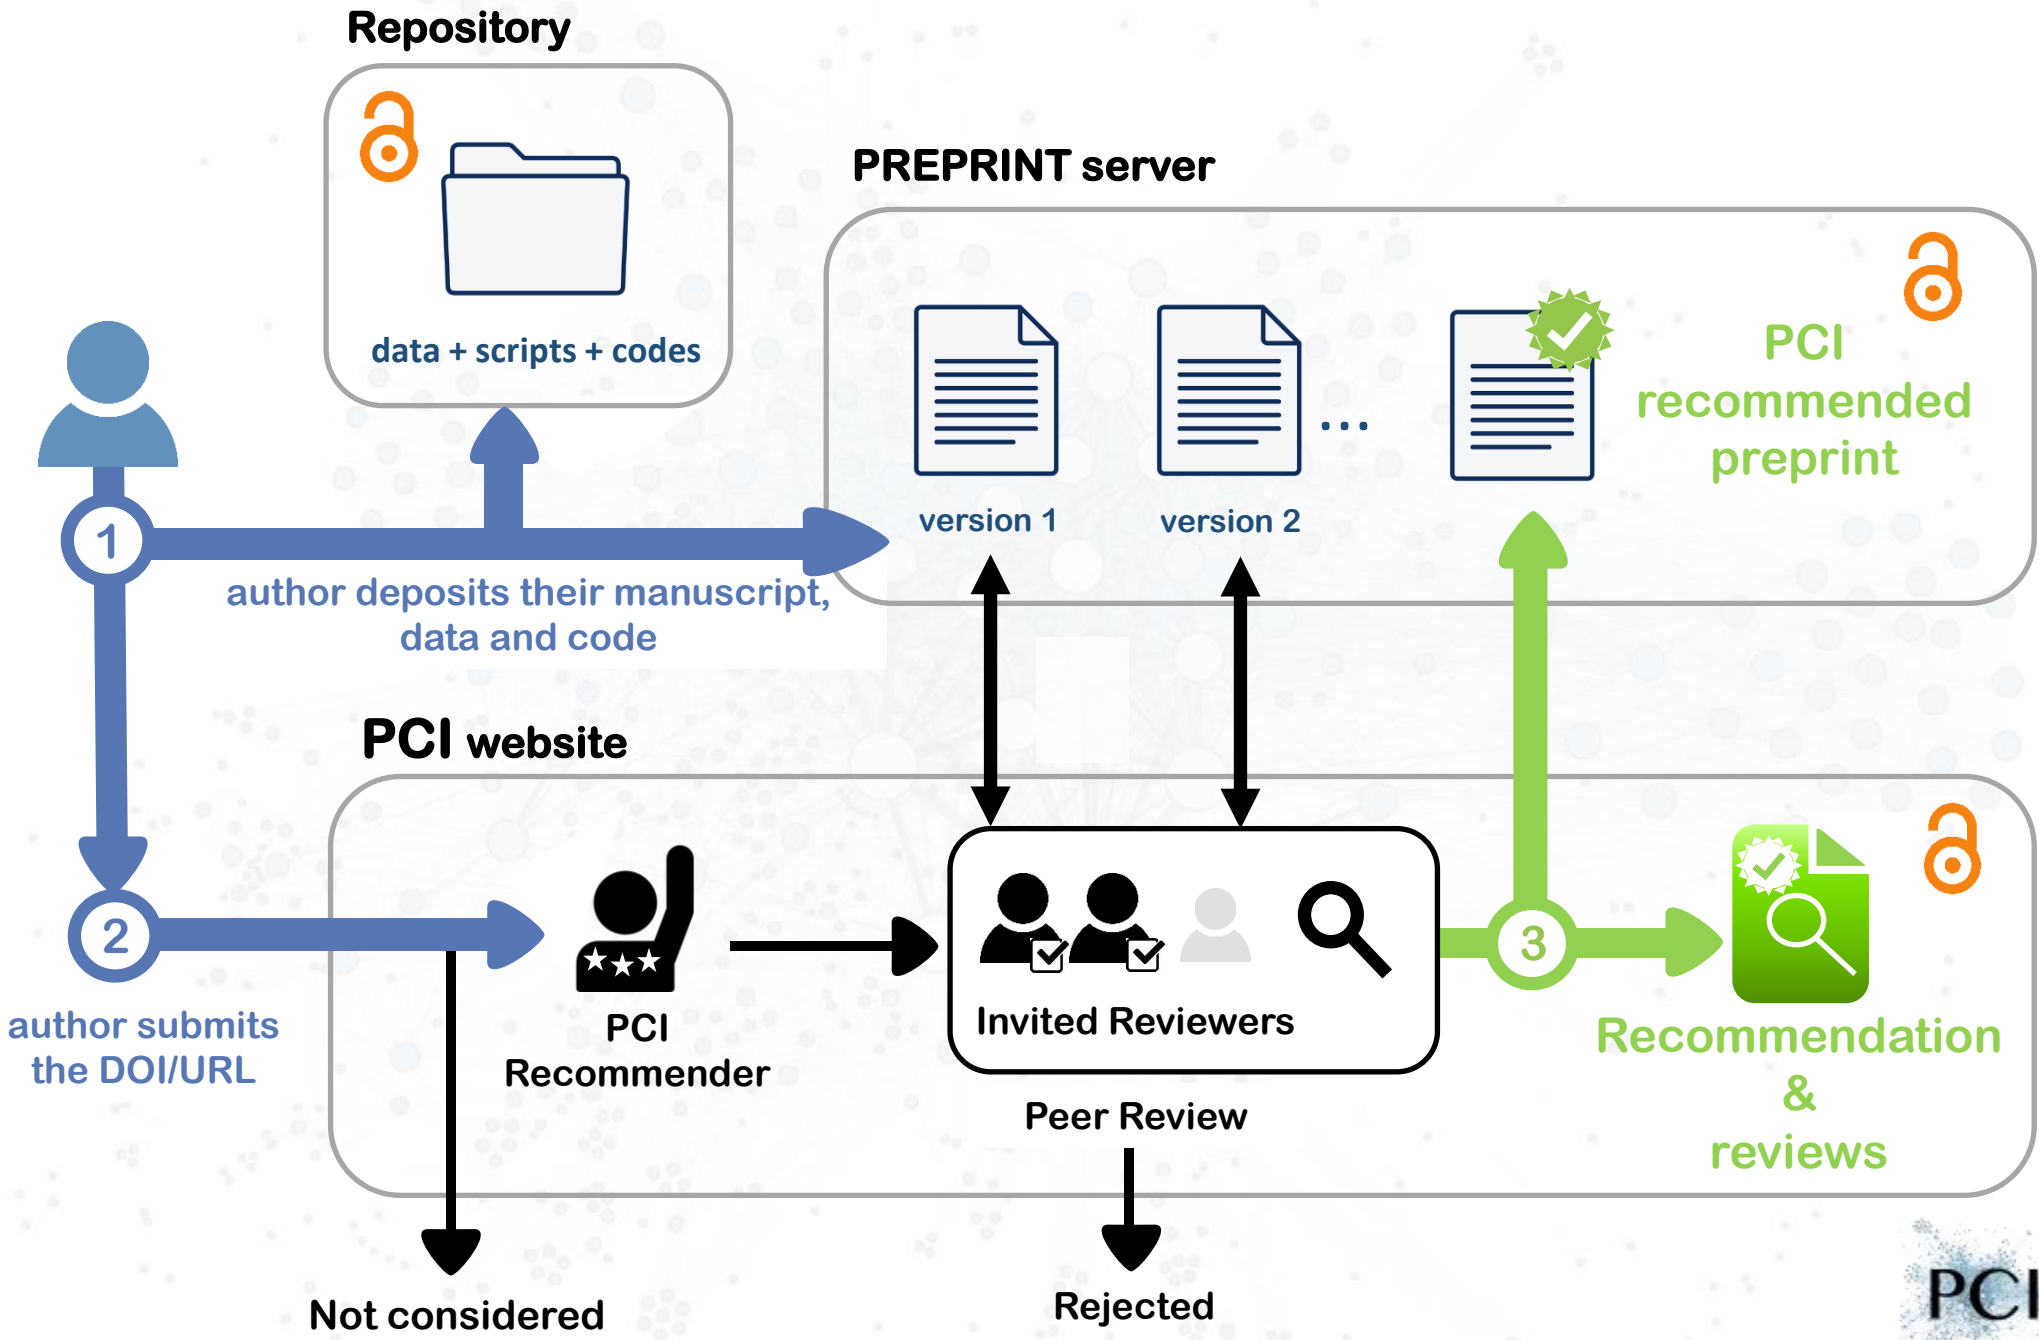 Repository
data + scripts + codes
PREPRINT server
version 1
version 2
...
PCI
recommended
preprint
1
author deposits their manuscript,
data and code
PCI website
2
author submits
the DOI/URL
PCI
Recommender
Invited Reviewers
Peer Review
3
Recommendation
&
reviews
Not considered
Rejected
PCI